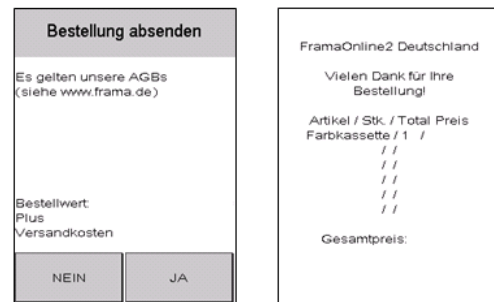 Bestellung absenden
Es gelten unsere AGBs
(siehe www.frama.de)
Bestellwert:
Plus
Versandkosten
NEIN
JA
FramaOnline2 Deutschland
Vielen Dank für Ihre
Bestellung!
Artikel / Stk. / Total Preis
Farbkassette / 1 /
/ /
/ /
/ /
/ /
/ /
Gesamtpreis: